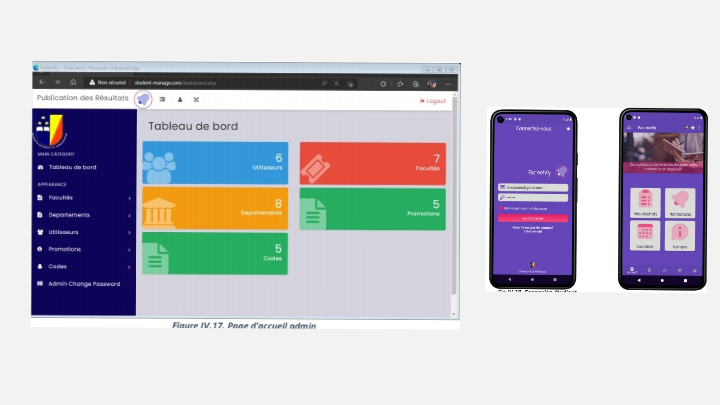 Non sécurisé | student-manage.com/dashboard.php
Publication des Résultats
Logout
MAIN CATEGORY
Tableau de bord
APPEARANCE
Facultés
Departements
Utilisateurs
Promotions
Codes
Admin Change Password
Tableau de bord
6
Utilisateurs
7
Facultés
8
Departements
5
Promotions
5
Codes
Figure IV.17. Page d'accueil admin
Connectez-vous
Fac notify
Se connecter
Fac notify
Mes résultats
Calendrier
A propos